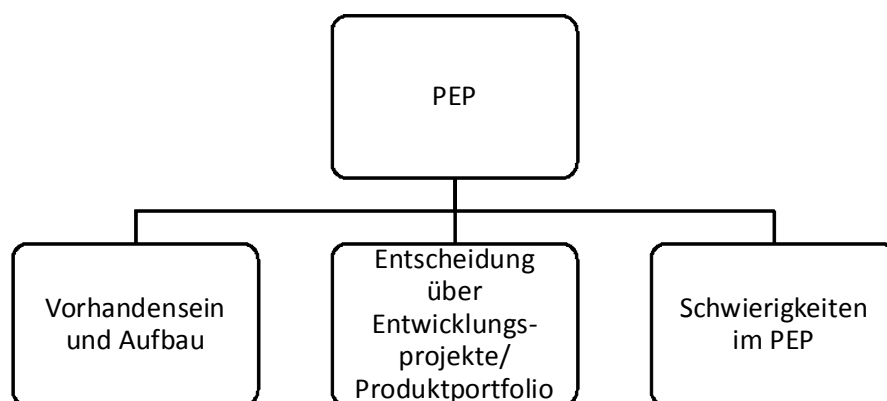 PEP
Vorhandensein
und Aufbau
Entscheidung
über
Entwicklungs-
projekte/
Produktportfolio
Schwierigkeiten
im PEP